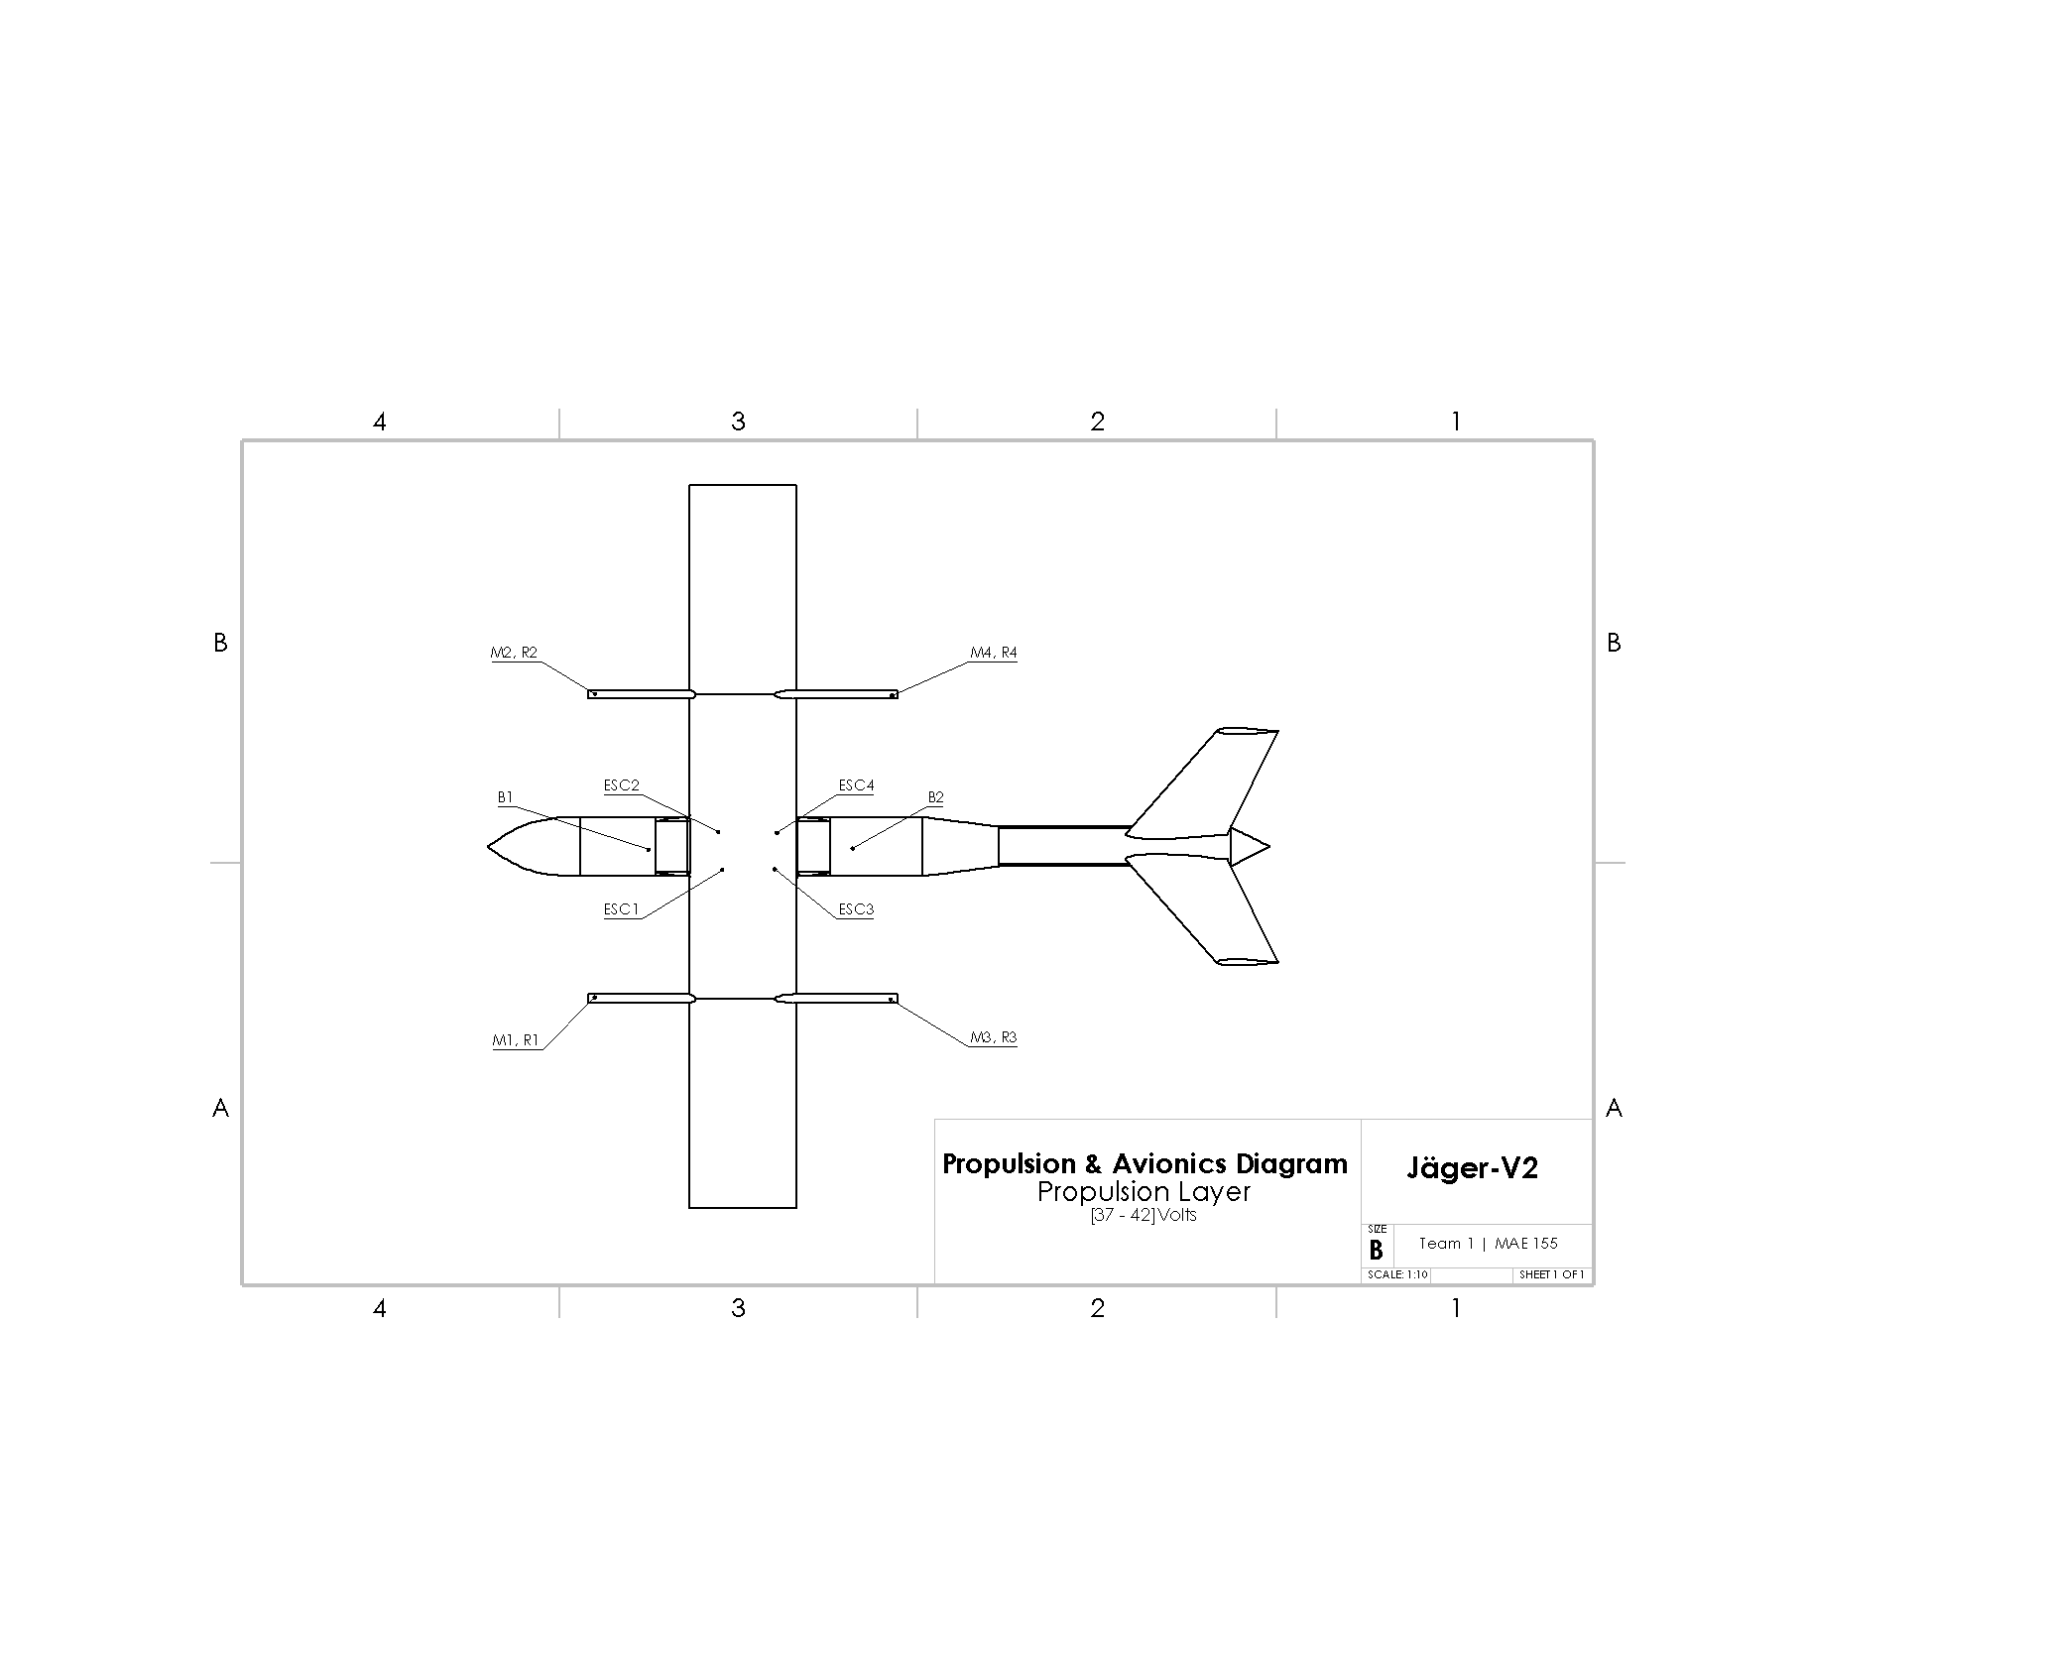 4 3 2 1
B B
M2, R2 M4, R4
ESC2 ESC4
B1 B2
ESC1 ESC3
M1, R1 M3, R3
A A
Propulsion & Avionics Diagram
Propulsion Layer
[37 - 42]Volts
Jäger-V2
SIZE
B
Team 1 | MAE 155
SCALE: 1:10
SHEET 1 OF 1
4 3 2 1